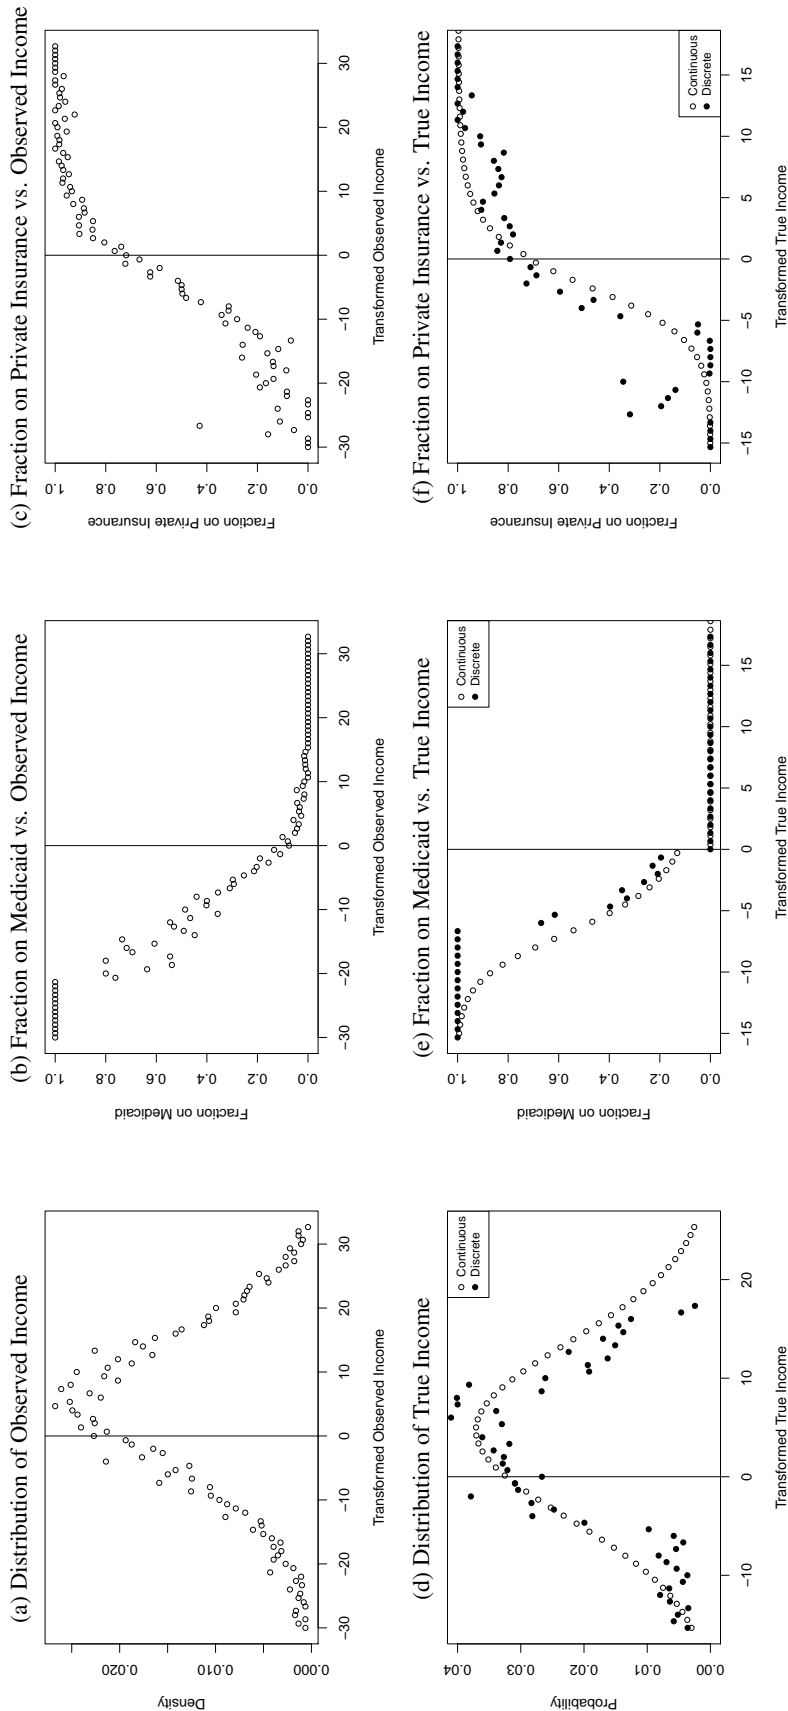 (a) Distribution of Observed Income
Density
0.000
0.010
0.020
−30
−20
−10
0
10
20
30
Transformed Observed Income
(b) Fraction on Medicaid vs. Observed Income
Fraction on Medicaid
0.0
0.2
0.4
0.6
0.8
1.0
−30
−20
−10
0
10
20
30
Transformed Observed Income
(c) Fraction on Private Insurance vs. Observed Income
Fraction on Private Insurance
0.0
0.2
0.4
0.6
0.8
1.0
−30
−20
−10
0
10
20
30
Transformed Observed Income
(d) Distribution of True Income
Probability
0.00
0.01
0.02
0.03
0.04
−10
0
10
20
Transformed True Income
Continuous
Discrete
(e) Fraction on Medicaid vs. True Income
Fraction on Medicaid
0.0
0.2
0.4
0.6
0.8
1.0
−15
−10
−5
0
5
10
15
Transformed True Income
Continuous
Discrete
(f) Fraction on Private Insurance vs. True Income
Fraction on Private Insurance
0.0
0.2
0.4
0.6
0.8
1.0
−15
−10
−5
0
5
10
15
Transformed True Income
Continuous
Discrete